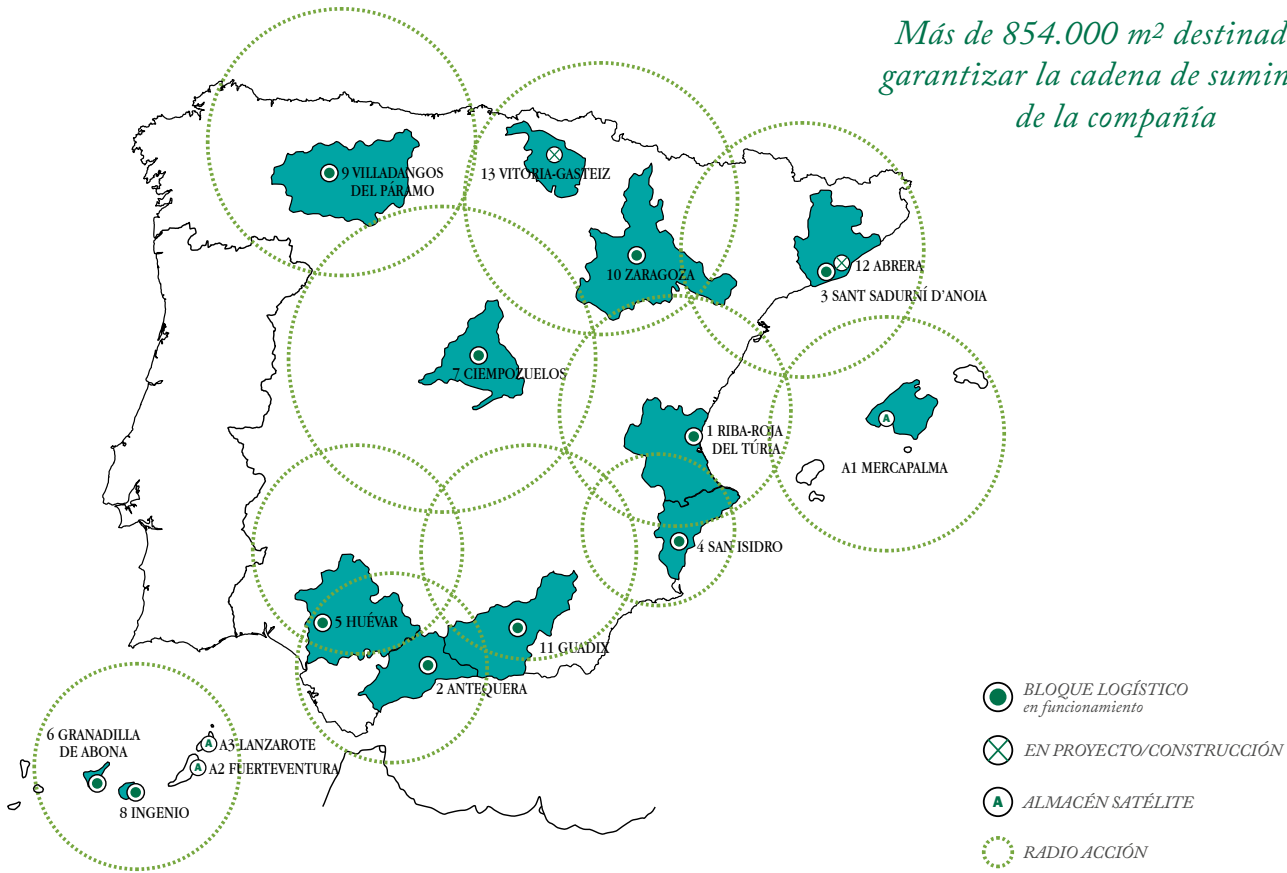 Más de 854.000 m² destinad
garantizar la cadena de sumin
de la compañía
9 VILLADANGOS
DEL PÁRAMO
13 VITORIA-GASTEIZ
10 ZARAGOZA
12 ABRERA
3 SANT SADURNÍ D'ANOIA
7 CIEMPOZUELOS
1 RIBA-ROJA
DEL TÚRIA
A
A1 MERCAPALMA
4 SAN ISIDRO
5 HUÉVAR
11 GUADIX
2 ANTEQUERA
6 GRANADILLA
DE ABONA
A
A3 LANZAROTE
A
A2 FUERTEVENTURA
8 INGENIO
BLOQUE LOGÍSTICO
en funcionamiento
EN PROYECTO/CONSTRUCCIÓN
A
ALMACÉN SATÉLITE
RADIO ACCIÓN